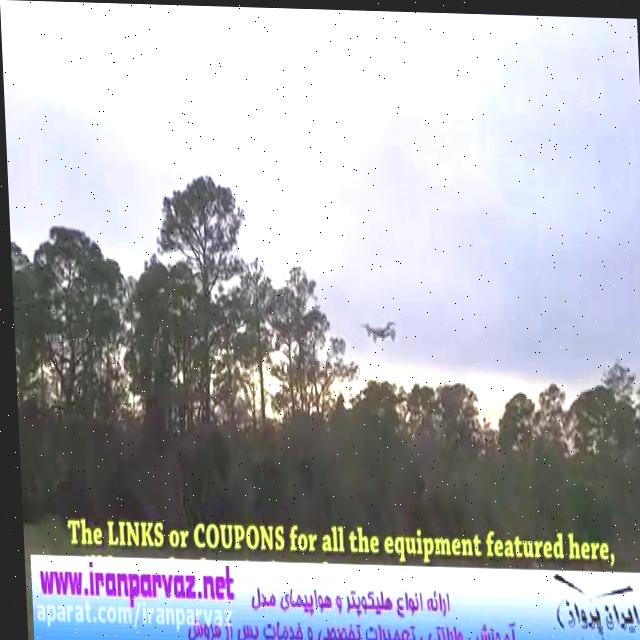 The LINKS or COUPONS for all the equipment featured here,
www.iranparvaz.net
ارائه انواع هلیکوپتر و هواپیمای مدل
ایران پرواز)
aparat.com/iranparvaz
تعمیرات تخصصی و خدمات پس از فروش